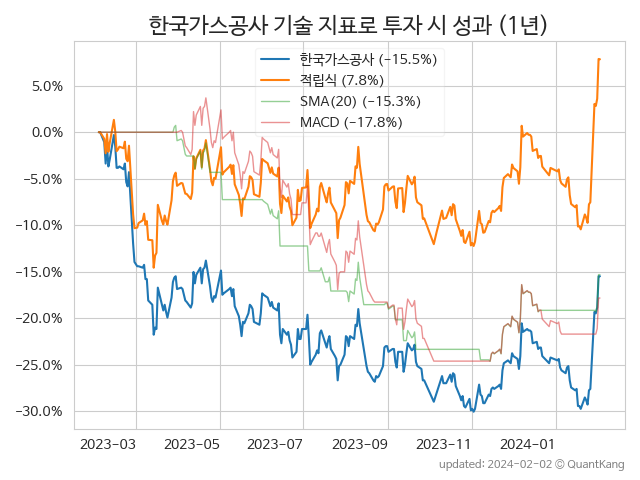 한국가스공사 기술 지표로 투자 시 성과 (1년)
한국가스공사 (−15.5%)
적립식 (7.8%)
SMA(20) (−15.3%)
MACD (−17.8%)
5.0%
0.0%
−5.0%
−10.0%
−15.0%
−20.0%
−25.0%
−30.0%
2023-03 2023-05 2023-07 2023-09 2023-11 2024-01
updated: 2024-02-02 © QuantKang